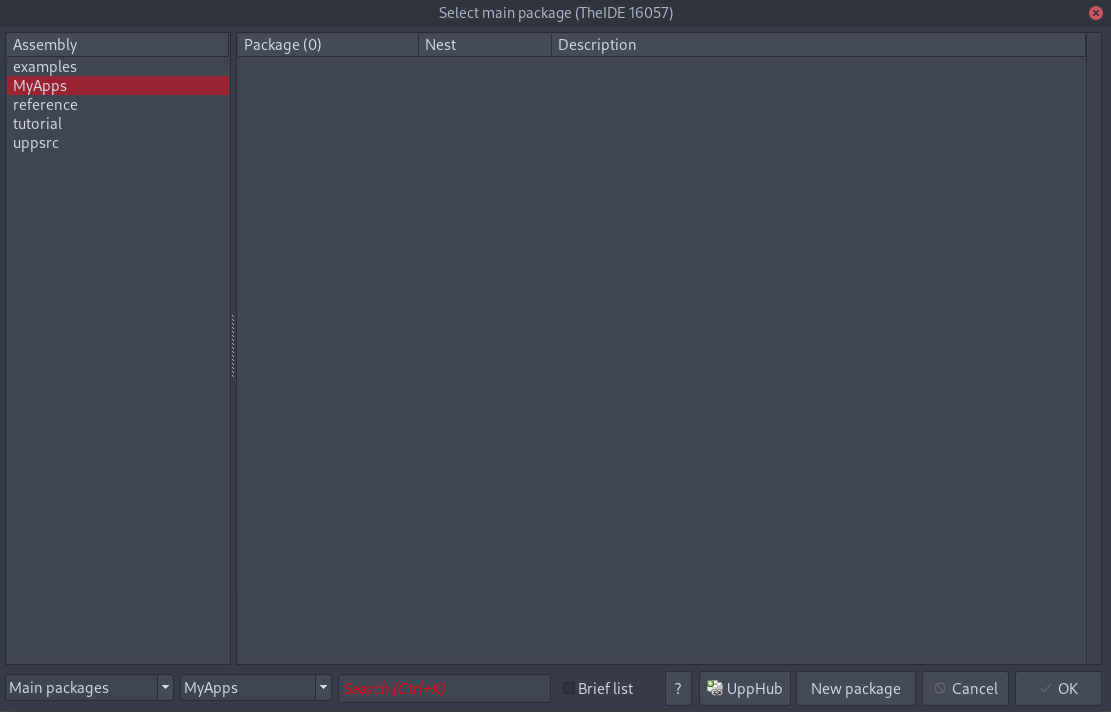 Select main package (TheIDE 16057)
Assembly
examples
MyApps
reference
tutorial
uppsrc
Package (0) Nest Description
Main packages MyApps Search (Ctrl+K) Brief list ? UppHub New package Cancel OK